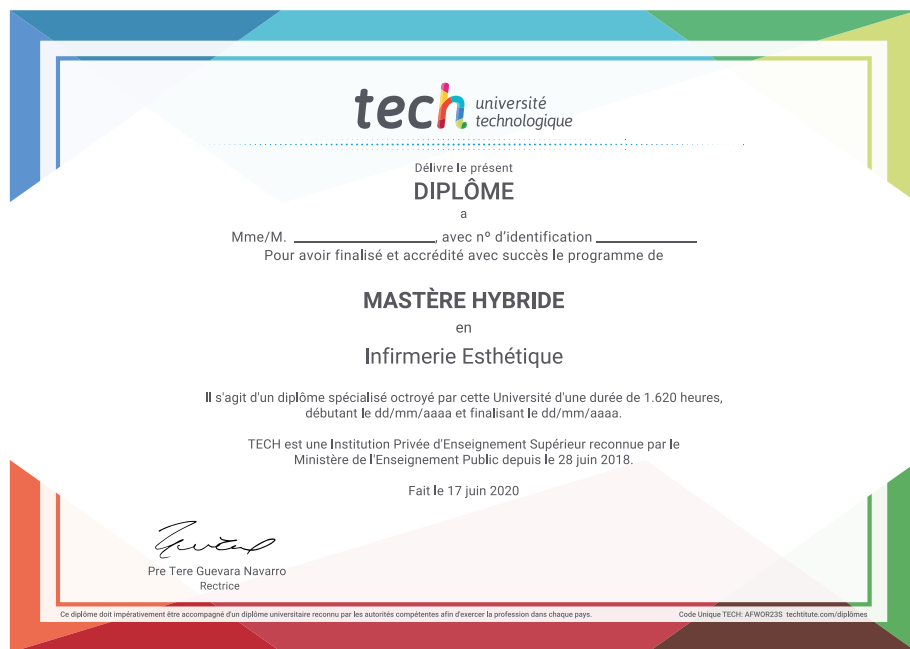 tech université
technologique
Délivre le présent
DIPLÔME
a
Mme/M. ________________, avec nº d'identification ____________
Pour avoir finalisé et accrédité avec succès le programme de
MASTÈRE HYBRIDE
en
Infirmerie Esthétique
Il s'agit d'un diplôme spécialisé octroyé par cette Université d'une durée de 1.620 heures,
débutant le dd/mm/aaaa et finalisant le dd/mm/aaaa.
TECH est une Institution Privée d'Enseignement Supérieur reconnue par le
Ministère de l'Enseignement Public depuis le 28 juin 2018.
Fait le 17 juin 2020
Pre Tere Guevara Navarro
Rectrice
Ce diplôme doit impérativement être accompagné d'un diplôme universitaire reconnu par les autorités compétentes afin d'exercer la profession dans chaque pays.
Code Unique TECH: AFWOR23S techtitute.com/diplômes